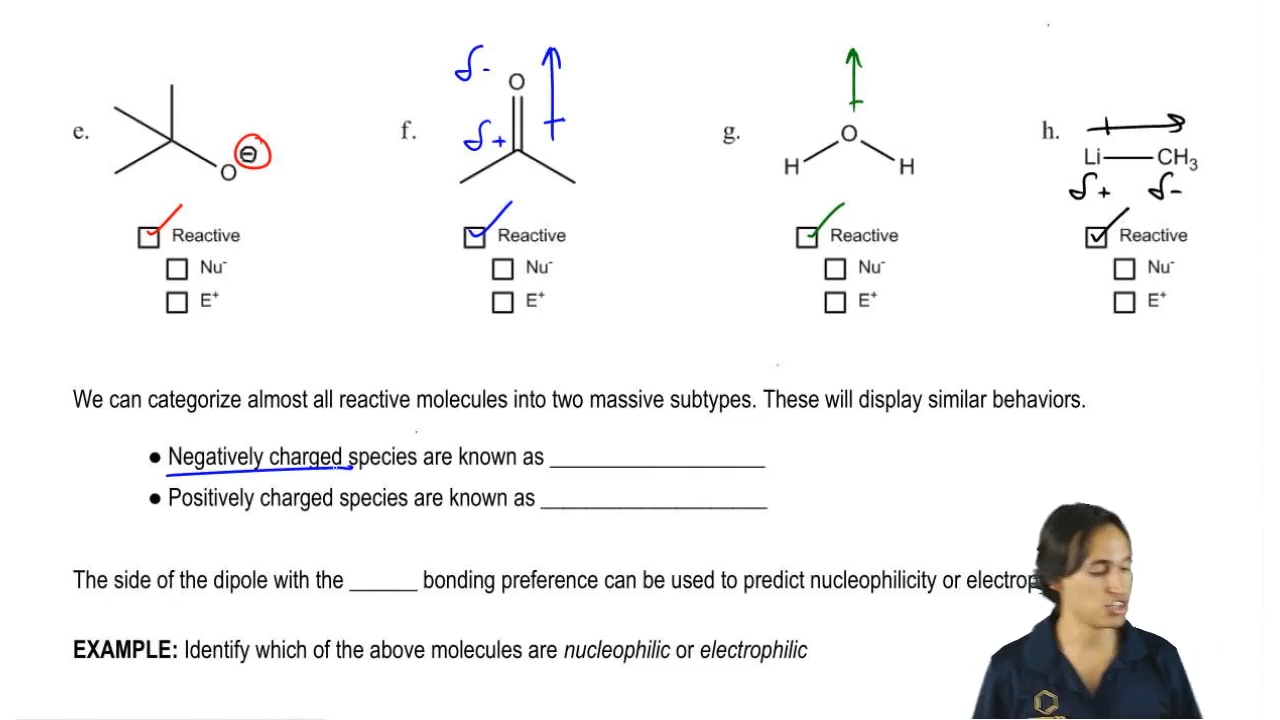 δ-
e.
f.
g.
h.
O
δ+
⊖
O
O
H
H
Li
CH3
δ+
δ-
Reactive
Reactive
Reactive
Reactive
Nu-
Nu-
Nu-
Nu-
E+
E+
E+
E+
We can categorize almost all reactive molecules into two massive subtypes. These will display similar behaviors.
● Negatively charged species are known as ____________________
● Positively charged species are known as _____________________
The side of the dipole with the ______ bonding preference can be used to predict nucleophilicity or
EXAMPLE: Identify which of the above molecules are nucleophilic or electrophilic